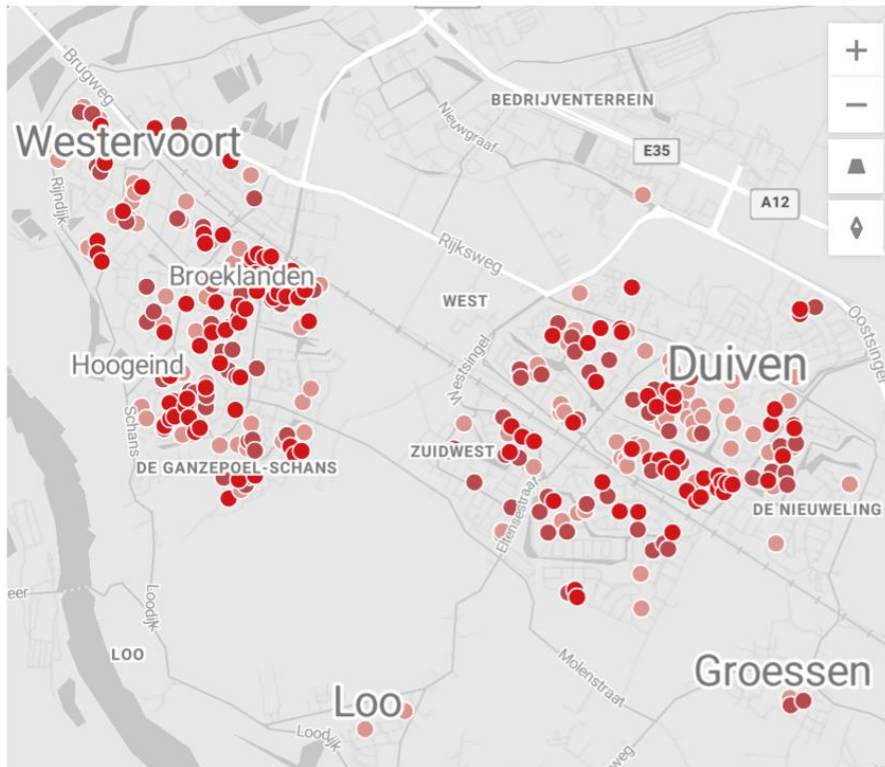 Brugweg
BEDRIJVENTERREIN
Nieuwgraaf
Westervoort
E35
Rijndijk
A12
Rijksweg
Broeklanden
WEST
Oostsingel
Hoogeind
Westsingel
Duiven
Schans
ZUIDWEST
DE GANZEPOEL-SCHANS
DE NIEUWELING
Eltensestraat
eer
Loodijk
LOO
Molenstraat
Groessen
Loo
Loodijk
weg